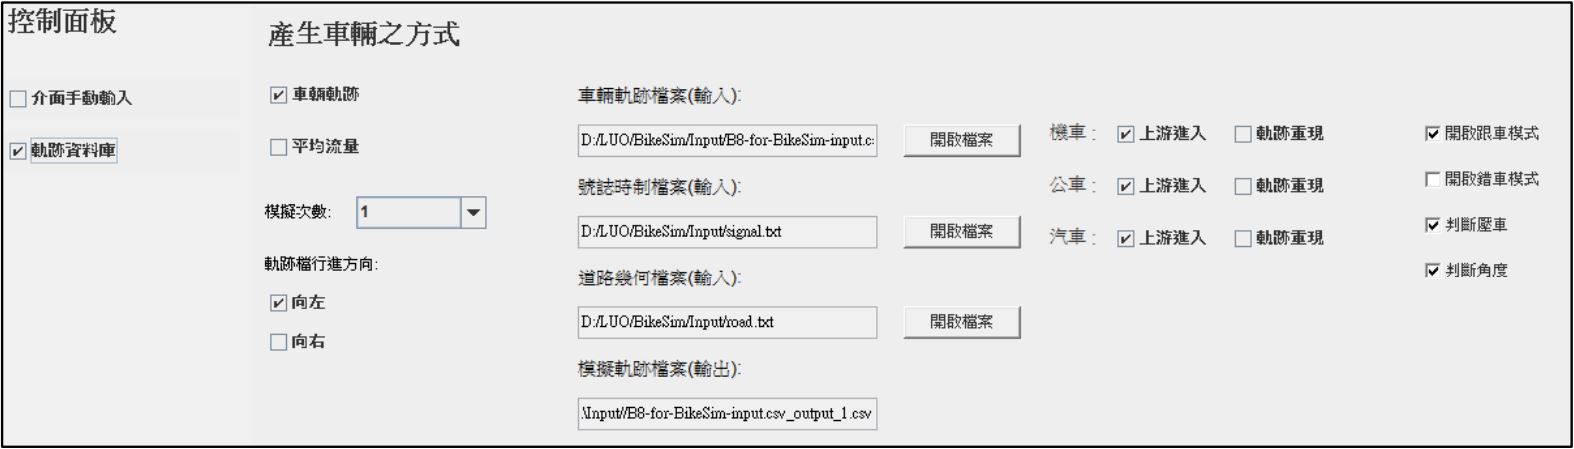 控制面板
介面手動輸入
軌跡資料庫
產生車輛之方式
車輛軌跡
平均流量
模擬次數:
1
軌跡檔行進方向:
向左
向右
車輛軌跡檔案(輸入):
D:/LUO/BikeSim/Input/B8-for-BikeSim-input.c
開啟檔案
號誌時制檔案(輸入):
D:/LUO/BikeSim/Input/signal.txt
開啟檔案
道路幾何檔案(輸入):
D:/LUO/BikeSim/Input/road.txt
開啟檔案
模擬軌跡檔案(輸出):
.\Input//B8-for-BikeSim-input.csv_output_1.csv
機車: 上游進入 軌跡重現
公車: 上游進入 軌跡重現
汽車: 上游進入 軌跡重現
開啟跟車模式
開啟錯車模式
判斷壓車
判斷角度